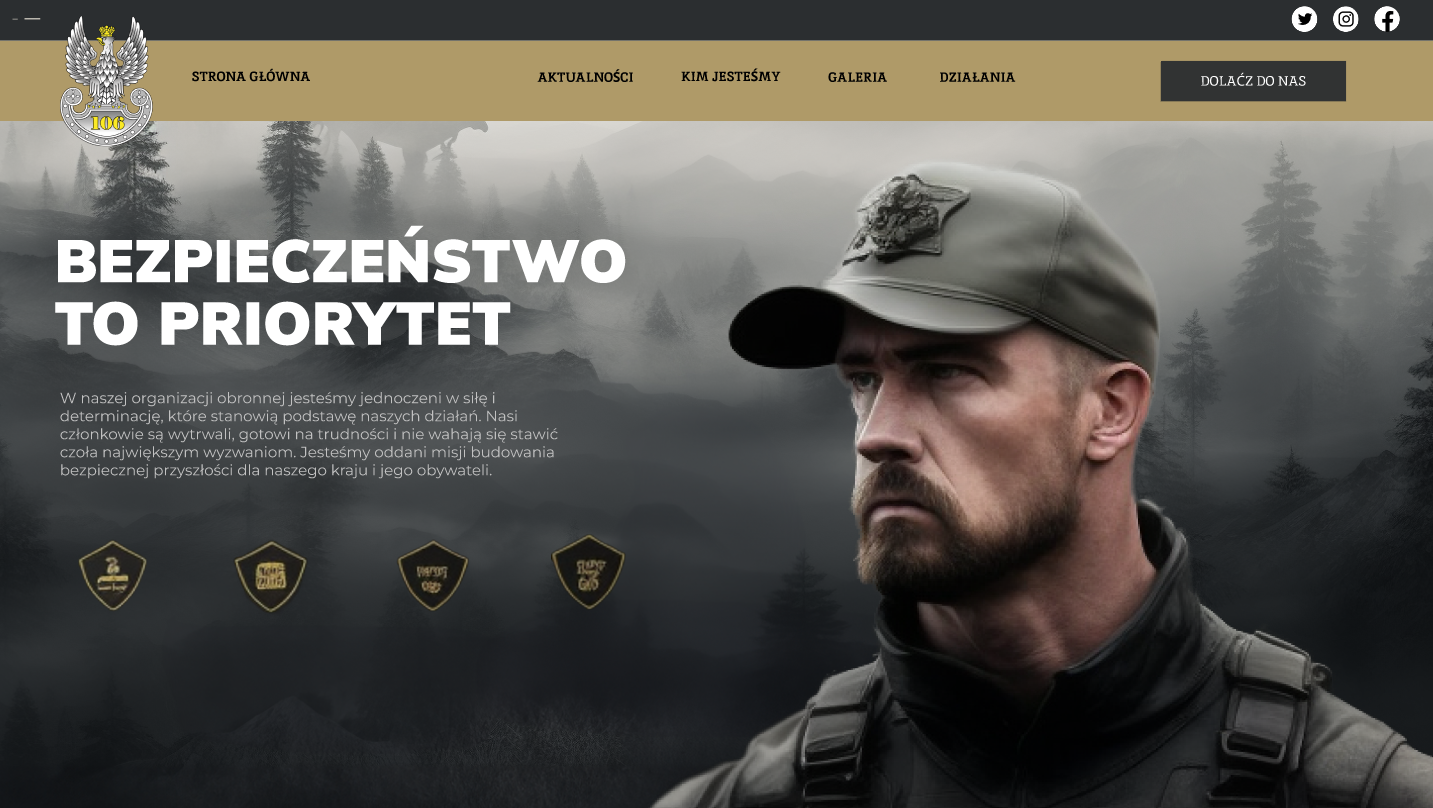 STRONA GŁÓWNA
AKTUALNOŚCI
KIM JESTEŚMY
GALERIA
DZIAŁANIA
DOLAĆZ DO NAS
106
BEZPIECZEŃSTWO
TO PRIORYTET
W naszej organizacji obronnej jesteśmy jednoczeni w siłę i
determinację, które stanowią podstawę naszych działań. Nasi
członkowie są wytrwali, gotowi na trudności i nie wahają się stawić
czoła największym wyzwaniom. Jesteśmy oddani misji budowania
bezpiecznej przyszłości dla naszego kraju i jego obywateli.